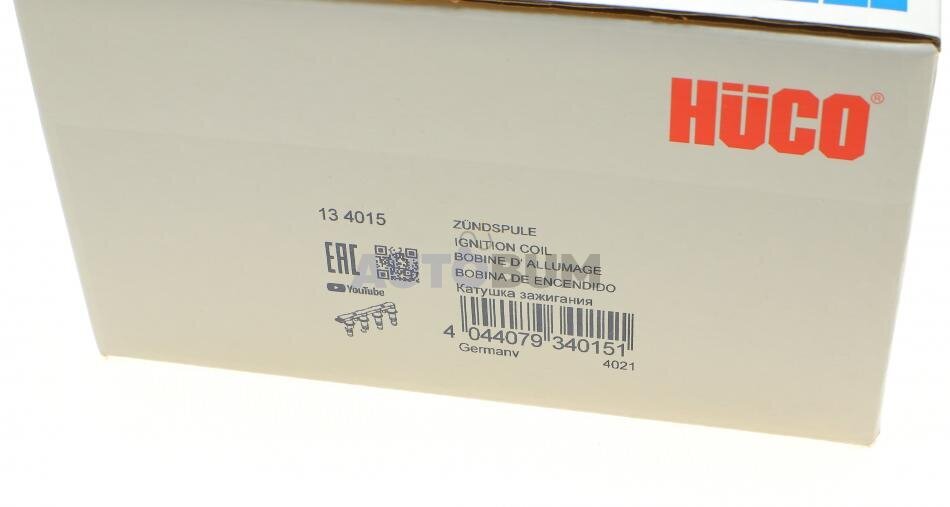 HÜCO®
13 4015
ZÜNDSPULE
IGNITION COIL
BOBINE D' ALLUMAGE
BOBINA DE ENCENDIDO
Катушка зажигания
EAC
YouTube
AUTOBUM
4 044079 340151
Germany
4021